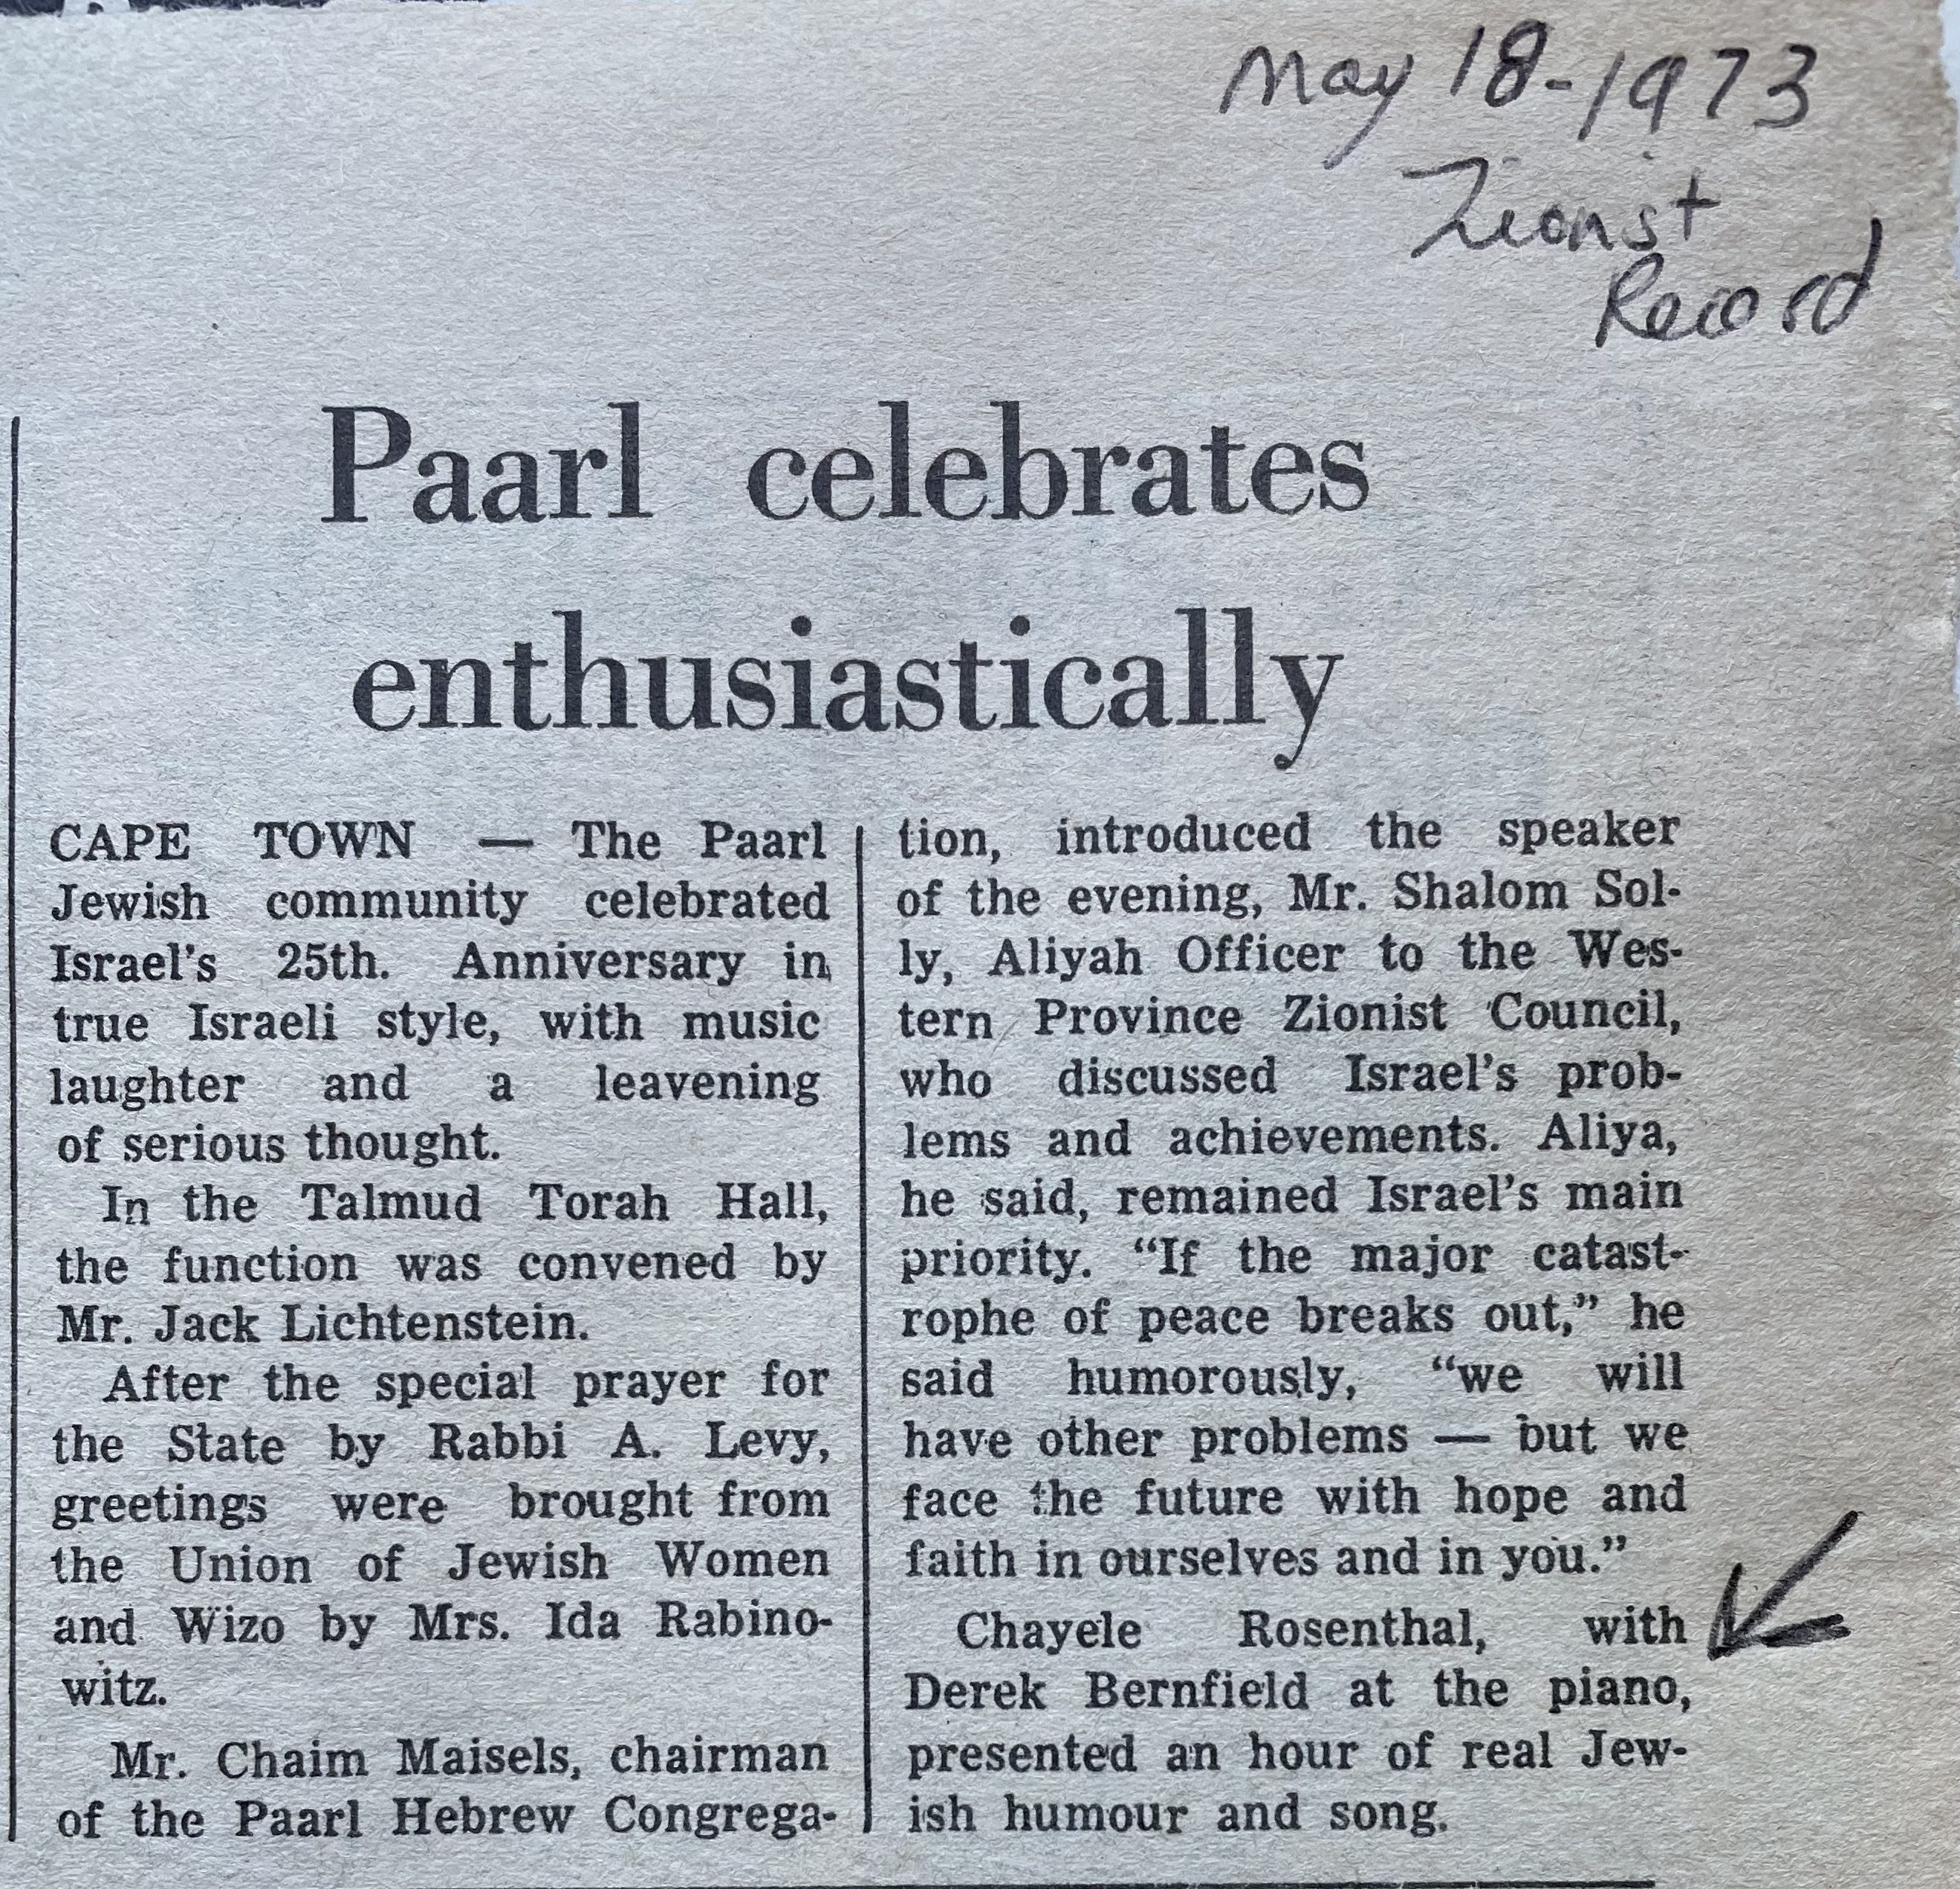 May 18-1973
Zionist
Record
Paarl celebrates
enthusiastically
CAPE TOWN — The Paarl
Jewish community celebrated
Israel's 25th. Anniversary in
true Israeli style, with music
laughter and a leavening
of serious thought.
In the Talmud Torah Hall,
the function was convened by
Mr. Jack Lichtenstein.
After the special prayer for
the State by Rabbi A. Levy,
greetings were brought from
the Union of Jewish Women
and Wizo by Mrs. Ida Rabino-
witz.
Mr. Chaim Maisels, chairman
of the Paarl Hebrew Congrega-
tion, introduced the speaker
of the evening, Mr. Shalom Sol-
ly, Aliyah Officer to the Wes-
tern Province Zionist Council,
who discussed Israel's prob-
lems and achievements. Aliya,
he said, remained Israel's main
priority. “If the major catast-
rophe of peace breaks out,” he
said humorously, “we will
have other problems — but we
face the future with hope and
faith in ourselves and in you.”
Chayele Rosenthal, with
Derek Bernfield at the piano,
presented an hour of real Jew-
ish humour and song.